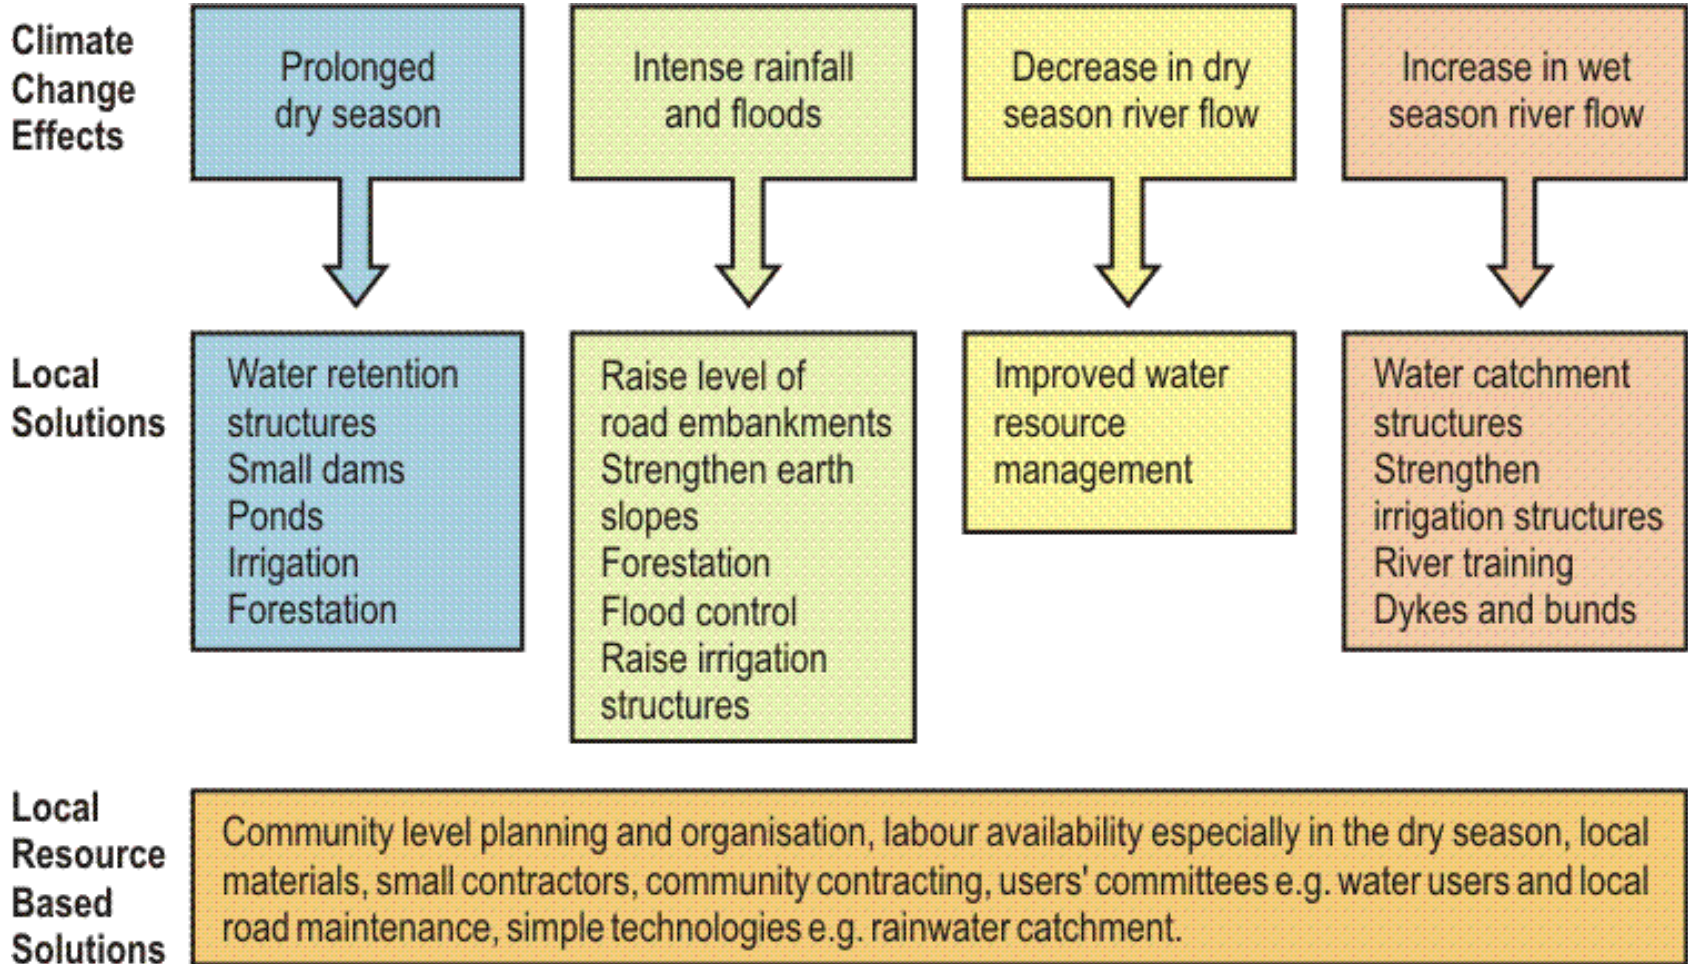 Climate
Change
Effects
Prolonged
dry season
Intense rainfall
and floods
Decrease in dry
season river flow
Increase in wet
season river flow
Local
Solutions
Water retention
structures
Small dams
Ponds
Irrigation
Forestation
Raise level of
road embankments
Strengthen earth
slopes
Forestation
Flood control
Raise irrigation
structures
Improved water
resource
management
Water catchment
structures
Strengthen
irrigation structures
River training
Dykes and bunds
Local
Resource
Based
Solutions
Community level planning and organisation, labour availability especially in the dry season, local
materials, small contractors, community contracting, users' committees e.g. water users and local
road maintenance, simple technologies e.g. rainwater catchment.